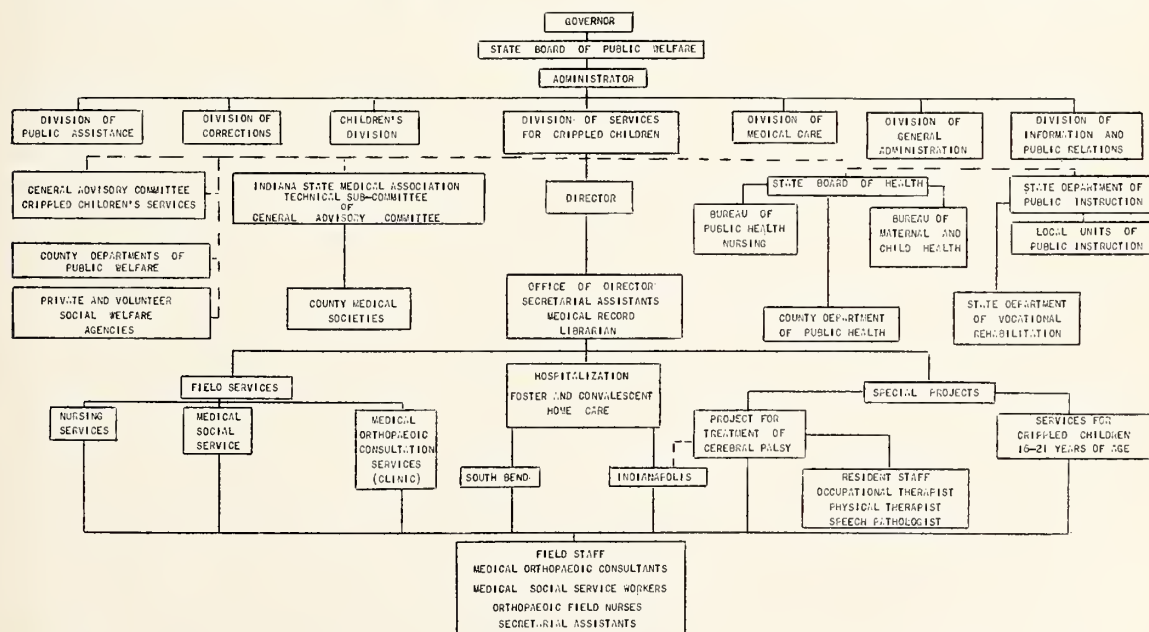 GOVERNOR
STATE BOARD OF PUBLIC WELFARE
ADMINISTRATOR
DIVISION OF
PUBLIC ASSISTANCE
DIVISION OF
CORRECTIONS
CHILDREN'S
DIVISION
DIVISION OF SERVICES
FOR CRIPPLED CHILDREN
DIVISION OF
MEDICAL CARE
DIVISION OF
GENERAL
ADMINISTRATION
DIVISION OF
INFORMATION AND
PUBLIC RELATIONS
GENERAL ADVISORY COMMITTEE
CRIPPLED CHILDREN'S SERVICES
INDIANA STATE MEDICAL ASSOCIATION
TECHNICAL SUB-COMMITTEE
OF
GENERAL ADVISORY COMMITTEE
DIRECTOR
STATE BOARD OF HEALTH
BUREAU OF
PUBLIC HEALTH
NURSING
BUREAU OF
MATERNAL AND
CHILD HEALTH
STATE DEPARTMENT OF
PUBLIC INSTRUCTION
LOCAL UNITS OF
PUBLIC INSTRUCTION
COUNTY DEPARTMENTS OF
PUBLIC WELFARE
PRIVATE AND VOLUNTEER
SOCIAL WELFARE
AGENCIES
COUNTY MEDICAL
SOCIETIES
OFFICE OF DIRECTOR
SECRETARIAL ASSISTANTS
MEDICAL RECORD
LIBRARIAN
COUNTY DEPARTMENT
OF PUBLIC HEALTH
STATE DEPARTMENT
OF VOCATIONAL
REHABILITATION
FIELD SERVICES
HOSPITALIZATION
FOSTER AND CONVALESCENT
HOME CARE
SPECIAL PROJECTS
NURSING
SERVICES
MEDICAL
SOCIAL
SERVICE
MEDICAL
ORTHOPAEDIC
CONSULTATION
SERVICES
(CLINIC)
SOUTH BEND
INDIANAPOLIS
PROJECT FOR
TREATMENT OF
CEREBRAL PALSY
SERVICES FOR
CRIPPLED CHILDREN
16-21 YEARS OF AGE
RESIDENT STAFF
OCCUPATIONAL THERAPIST
PHYSICAL THERAPIST
SPEECH PATHOLOGIST
FIELD STAFF
MEDICAL ORTHOPAEDIC CONSULTANTS
MEDICAL SOCIAL SERVICE WORKERS
ORTHOPAEDIC FIELD NURSES
SECRETARIAL ASSISTANTS